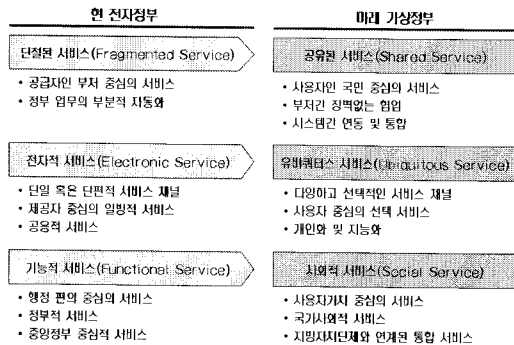 현 전자정부
단절된 서비스(Fragmented Service)
• 공급자인 부처 중심의 서비스
• 정부 업무의 부분적 자동화
전자적 서비스(Electronic Service)
• 단일 혹은 단편적 서비스 채널
• 제공자 중심의 일방적 서비스
• 공용적 서비스
기능적 서비스(Functional Service)
• 행정 편의 중심의 서비스
• 정부적 서비스
• 중앙정부 중심적 서비스
미래 가상정부
공유된 서비스(Shared Service)
• 사용자인 국민 중심의 서비스
• 부처간 장벽없는 협업
• 시스템간 연동 및 통합
유비쿼터스 서비스(Ubiquitous Service)
• 다양하고 선택적인 서비스 채널
• 사용자 중심의 선택 서비스
• 개인화 및 지능화
사회적 서비스(Social Service)
• 사용자가치 중심의 서비스
• 국가사회적 서비스
• 지방자치단체와 연계된 통합 서비스